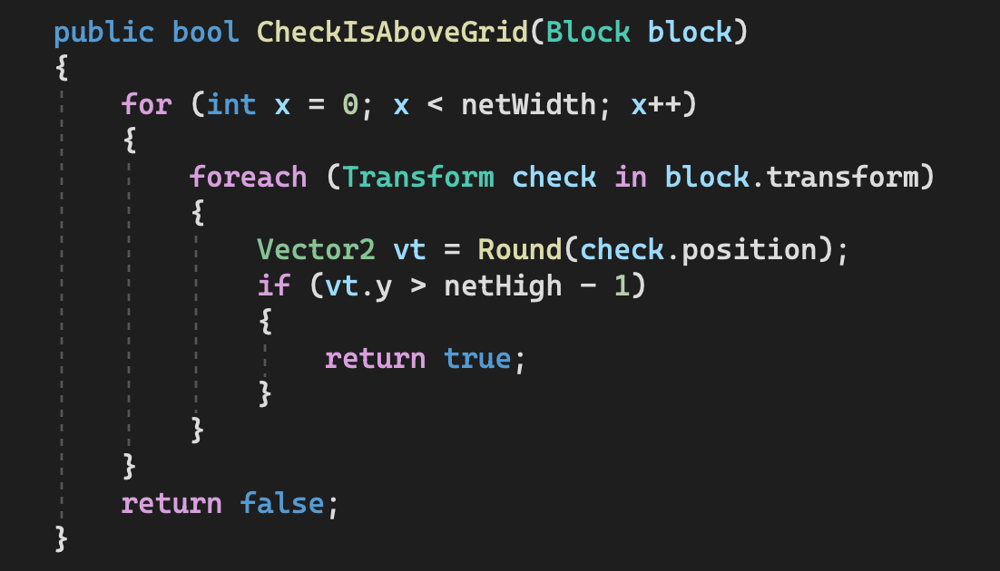 public bool CheckIsAboveGrid(Block block)
{
    for (int x = 0; x < netWidth; x++)
    {
        foreach (Transform check in block.transform)
        {
            Vector2 vt = Round(check.position);
            if (vt.y > netHigh - 1)
            {
                return true;
            }
        }
    }
    return false;
}